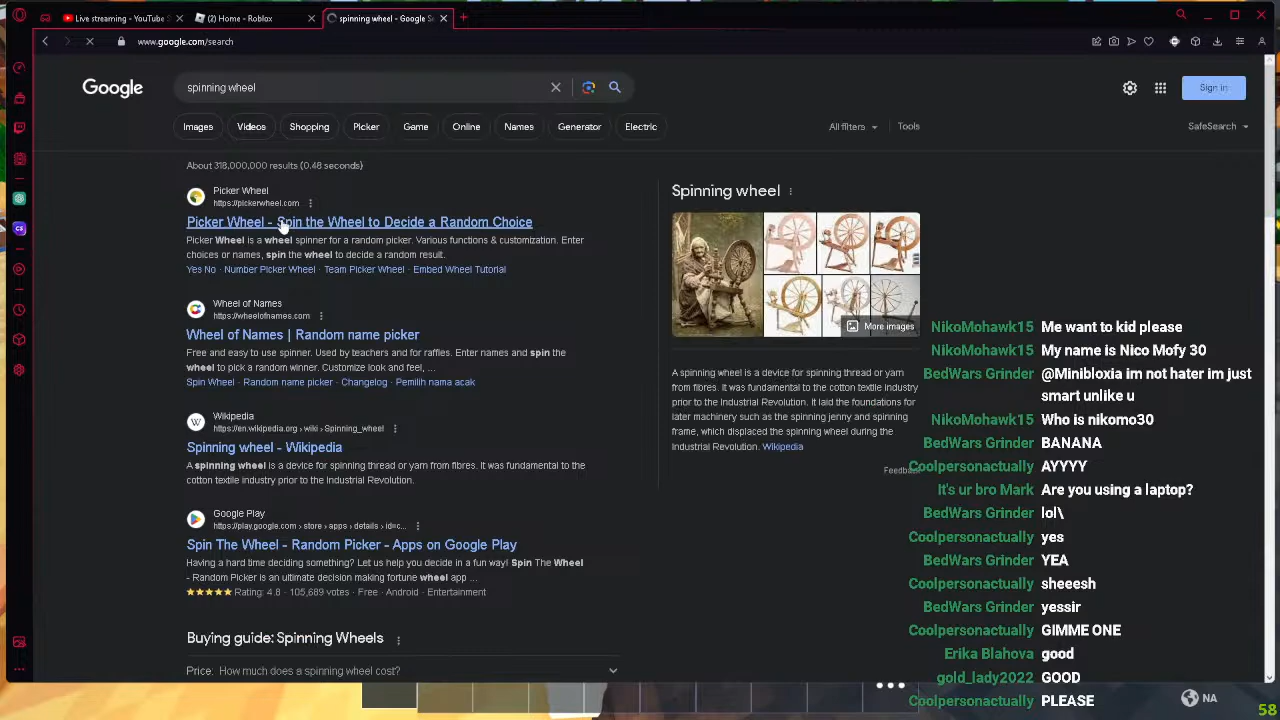 Live streaming - YouTube
(2) Home - Roblox
spinning wheel - Google S
www.google.com/search
Google
spinning wheel
Sign in
Images
Videos
Shopping
Picker
Game
Online
Names
Generator
Electric
All filters
Tools
SafeSearch
About 318,000,000 results (0.48 seconds)
Picker Wheel
https://pickerwheel.com
Picker Wheel - Spin the Wheel to Decide a Random Choice
Picker Wheel is a wheel spinner for a random picker. Various functions & customization. Enter
choices or names, spin the wheel to decide a random result.
Yes No · Number Picker Wheel · Team Picker Wheel · Embed Wheel Tutorial
Wheel of Names
https://wheelofnames.com
Wheel of Names | Random name picker
Free and easy to use spinner. Used by teachers and for raffles. Enter names and spin the
wheel to pick a random winner. Customize look and feel, ...
Spin Wheel · Random name picker · Changelog · Pemilih nama acak
W
Wikipedia
https://en.wikipedia.org › wiki › Spinning_wheel
Spinning wheel - Wikipedia
A spinning wheel is a device for spinning thread or yarn from fibres. It was fundamental to the
cotton textile industry prior to the Industrial Revolution.
Google Play
https://play.google.com › store › apps › details › id=c...
Spin The Wheel - Random Picker - Apps on Google Play
Having a hard time deciding something? Let us help you decide in a fun way! Spin The Wheel
- Random Picker is an ultimate decision making fortune wheel app ...
★★★★★ Rating: 4.8 · 105,689 votes · Free · Android · Entertainment
Buying guide: Spinning Wheels
Price: How much does a spinning wheel cost?
Spinning wheel
More images
A spinning wheel is a device for spinning thread or yarn
from fibres. It was fundamental to the cotton textile industry
prior to the Industrial Revolution. It laid the foundations for
later machinery such as the spinning jenny and spinning
frame, which displaced the spinning wheel during the
Industrial Revolution. Wikipedia
Feedback
NikoMohawk15 Me want to kid please
NikoMohawk15 My name is Nico Mofy 30
BedWars Grinder @Minibloxia im not hater im just
smart unlike u
NikoMohawk15 Who is nikomo30
BedWars Grinder BANANA
Coolpersonactually AYYYY
It's ur bro Mark Are you using a laptop?
BedWars Grinder lol\
Coolpersonactually yes
BedWars Grinder YEA
Coolpersonactually sheeesh
BedWars Grinder yessir
Coolpersonactually GIMME ONE
Erika Blahova good
gold_lady2022 GOOD
Coolpersonactually PLEASE
NA
58